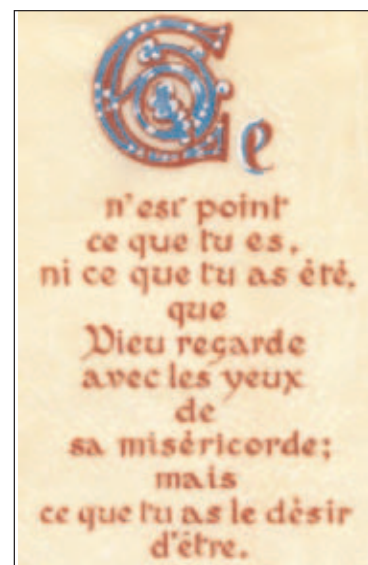 Ce
n'est point
ce que tu es,
ni ce que tu as été,
que
Dieu regarde
avec les yeux
de
sa miséricorde;
mais
ce que tu as le désir
d'être.